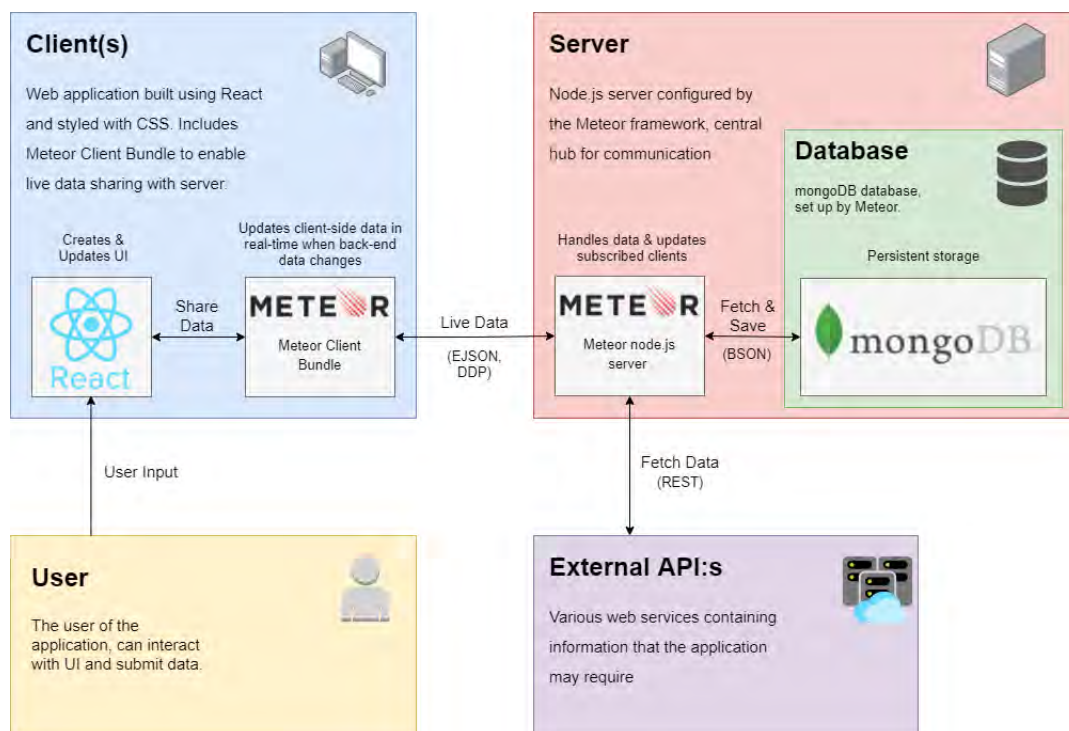 Client(s)
Web application built using React
and styled with CSS. Includes
Meteor Client Bundle to enable
live data sharing with server.
Creates &
Updates UI
React
Share
Data
Updates client-side data in
real-time when back-end
data changes
METEOR
Meteor Client
Bundle
Live Data
(EJSON,
DDP)
Server
Node.js server configured by
the Meteor framework, central
hub for communication
Handles data & updates
subscribed clients
METEOR
Meteor node.js
server
Fetch &
Save
(BSON)
Database
mongoDB database,
set up by Meteor.
Persistent storage
mongoDB
User Input
Fetch Data
(REST)
User
The user of the
application, can interact
with UI and submit data.
External API:s
Various web services containing
information that the application
may require